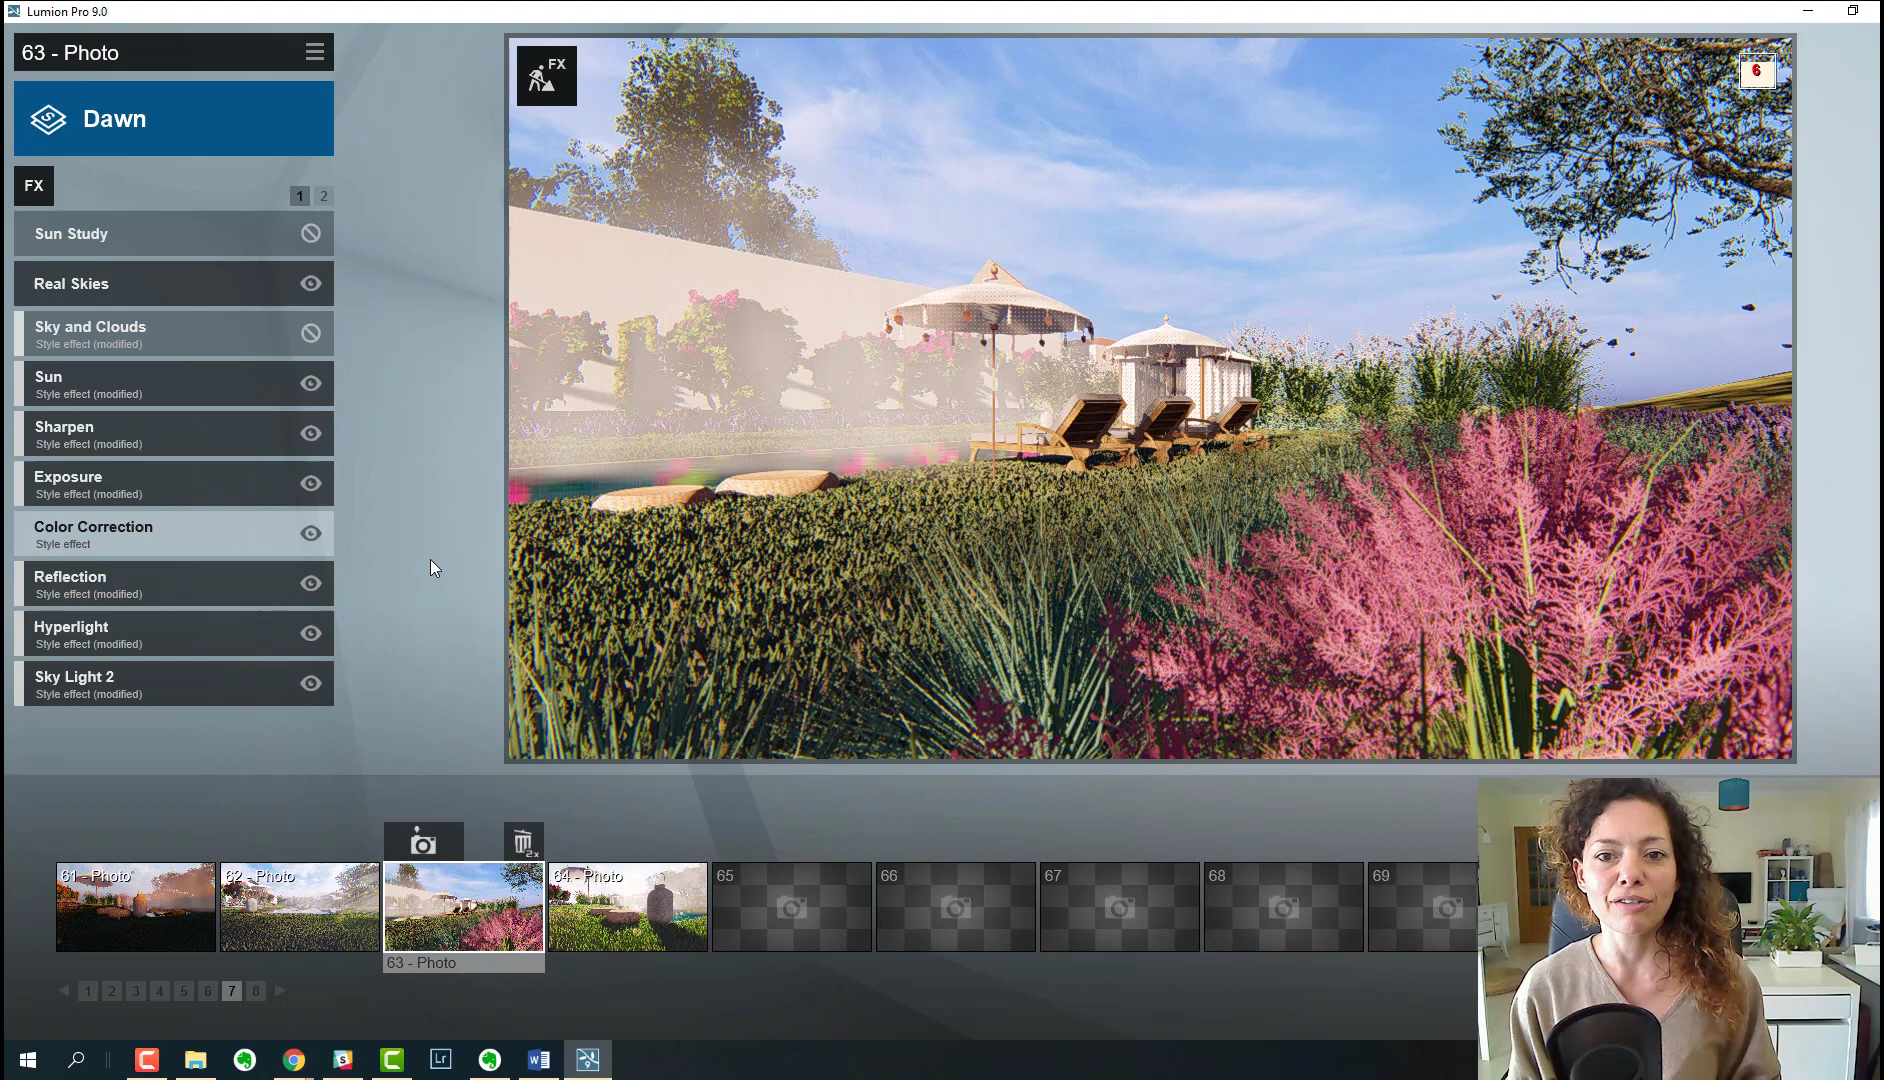 Lumion Pro 9.0
63 - Photo
Dawn
FX
1 2
Sun Study
Real Skies
Sky and Clouds
Style effect (modified)
Sun
Style effect (modified)
Sharpen
Style effect (modified)
Exposure
Style effect (modified)
Color Correction
Style effect
Reflection
Style effect (modified)
Hyperlight
Style effect (modified)
Sky Light 2
Style effect (modified)
FX
6
2x
61 - Photo
62 - Photo
64 - Photo
65
66
67
68
69
63 - Photo
1 2 3 4 5 6 7 8
Lr
9